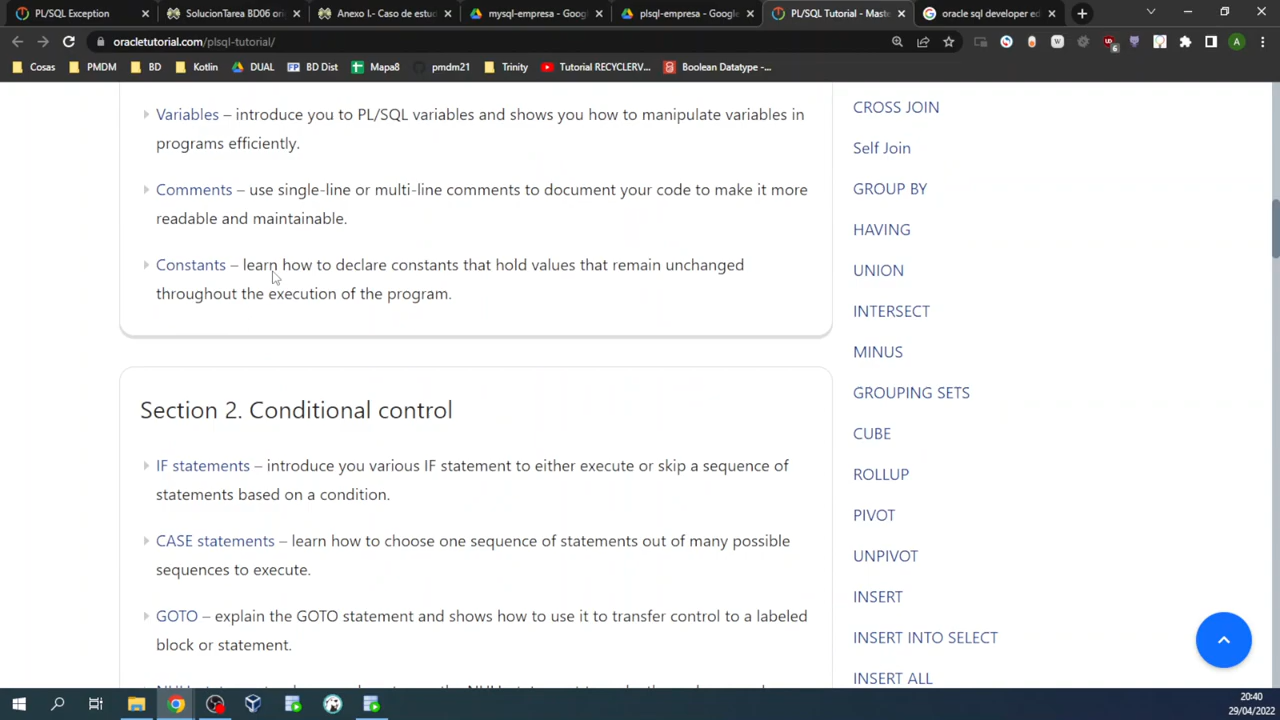 PL/SQL Exception
SolucionTarea BD06 ori
Anexo I.- Caso de estud
mysql-empresa - Goog
plsql-empresa - Google
PL/SQL Tutorial - Maste
oracle sql developer ed
oracletutorial.com/plsql-tutorial/
6
A
Cosas
PMDM
BD
Kotlin
DUAL
FP BD Dist
Mapa8
pmdm21
Trinity
Tutorial RECYCLERV...
Boolean Datatype -...
Variables – introduce you to PL/SQL variables and shows you how to manipulate variables in
programs efficiently.
Comments – use single-line or multi-line comments to document your code to make it more
readable and maintainable.
Constants – learn how to declare constants that hold values that remain unchanged
throughout the execution of the program.
Section 2. Conditional control
IF statements – introduce you various IF statement to either execute or skip a sequence of
statements based on a condition.
CASE statements – learn how to choose one sequence of statements out of many possible
sequences to execute.
GOTO – explain the GOTO statement and shows how to use it to transfer control to a labeled
block or statement.
CROSS JOIN
Self Join
GROUP BY
HAVING
UNION
INTERSECT
MINUS
GROUPING SETS
CUBE
ROLLUP
PIVOT
UNPIVOT
INSERT
INSERT INTO SELECT
INSERT ALL
20:40
29/04/2022